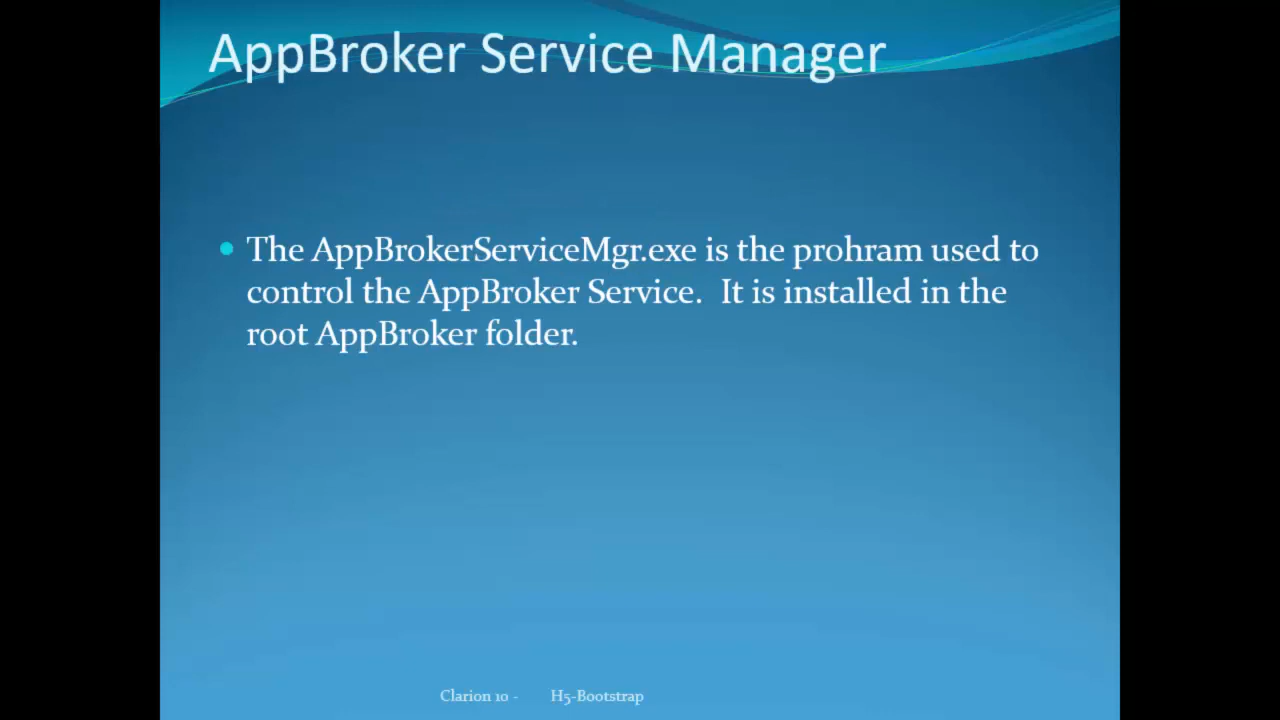 AppBroker Service Manager
• The AppBrokerServiceMgr.exe is the prohram used to
control the AppBroker Service.  It is installed in the
root AppBroker folder.
Clarion 10 -      H5-Bootstrap